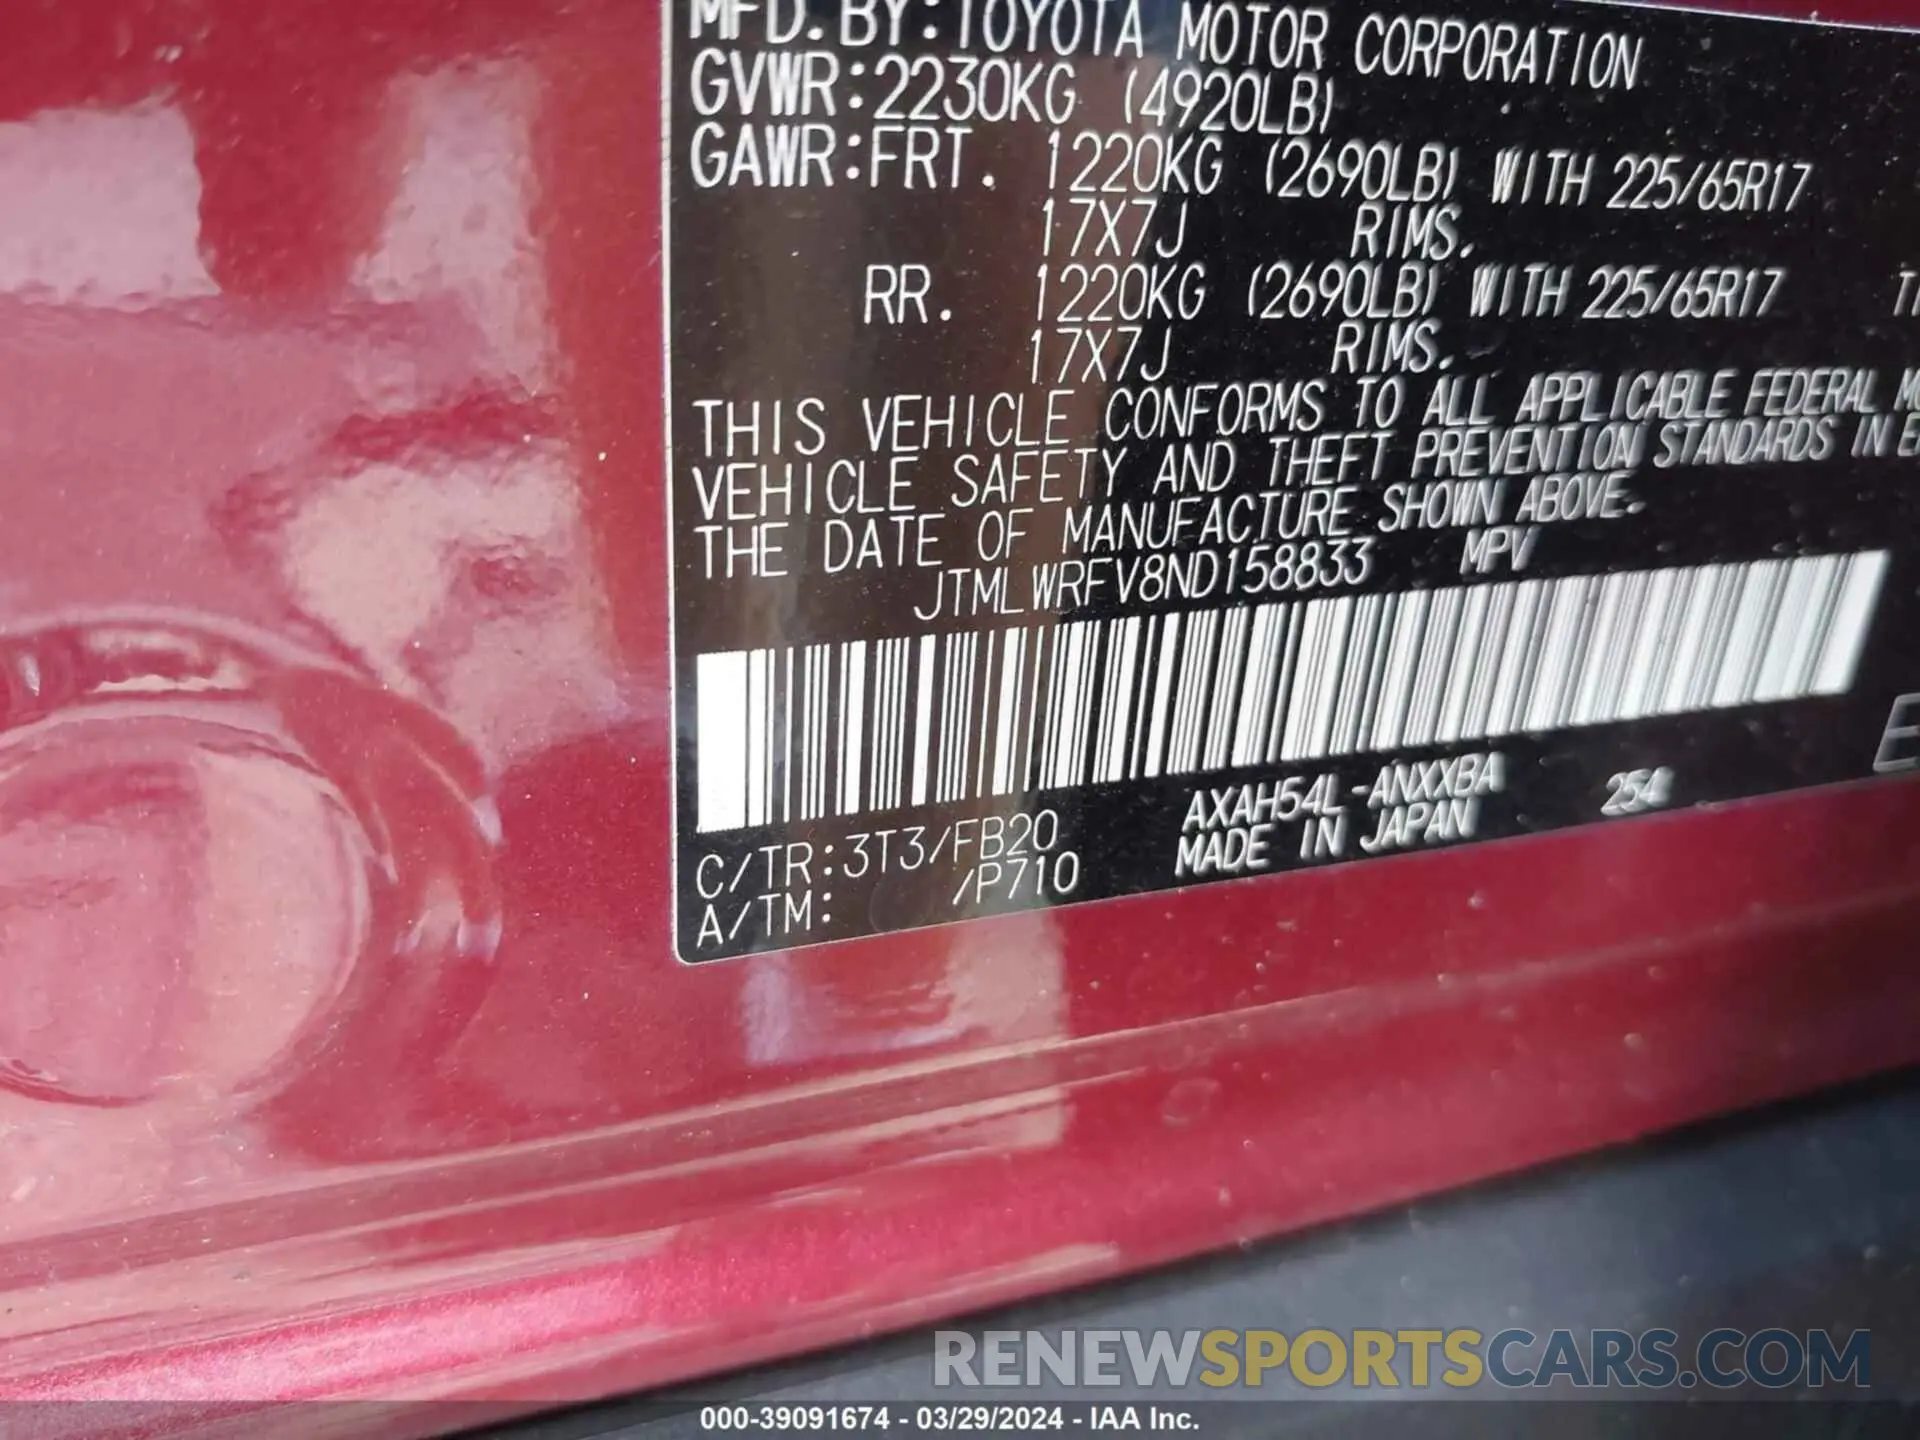 MFD. BY: TOYOTA MOTOR CORPORATION
GVWR: 2230KG (4920LB)
GAWR: FRT. 1220KG (2690LB) WITH 225/65R17
17X7J RIMS.
RR. 1220KG (2690LB) WITH 225/65R17
17X7J RIMS.
THIS VEHICLE CONFORMS TO ALL APPLICABLE FEDERAL
VEHICLE SAFETY AND THEFT PREVENTION STANDARDS IN
THE DATE OF MANUFACTURE SHOWN ABOVE.
JTMLWRFV8ND158833 MPV
AXAH54L-ANXXBA 254
C/TR: 3T3/FB20 MADE IN JAPAN
A/TM: /P710
RENEWSPORTSCARS.COM
000-39091674 - 03/29/2024 - IAA Inc.